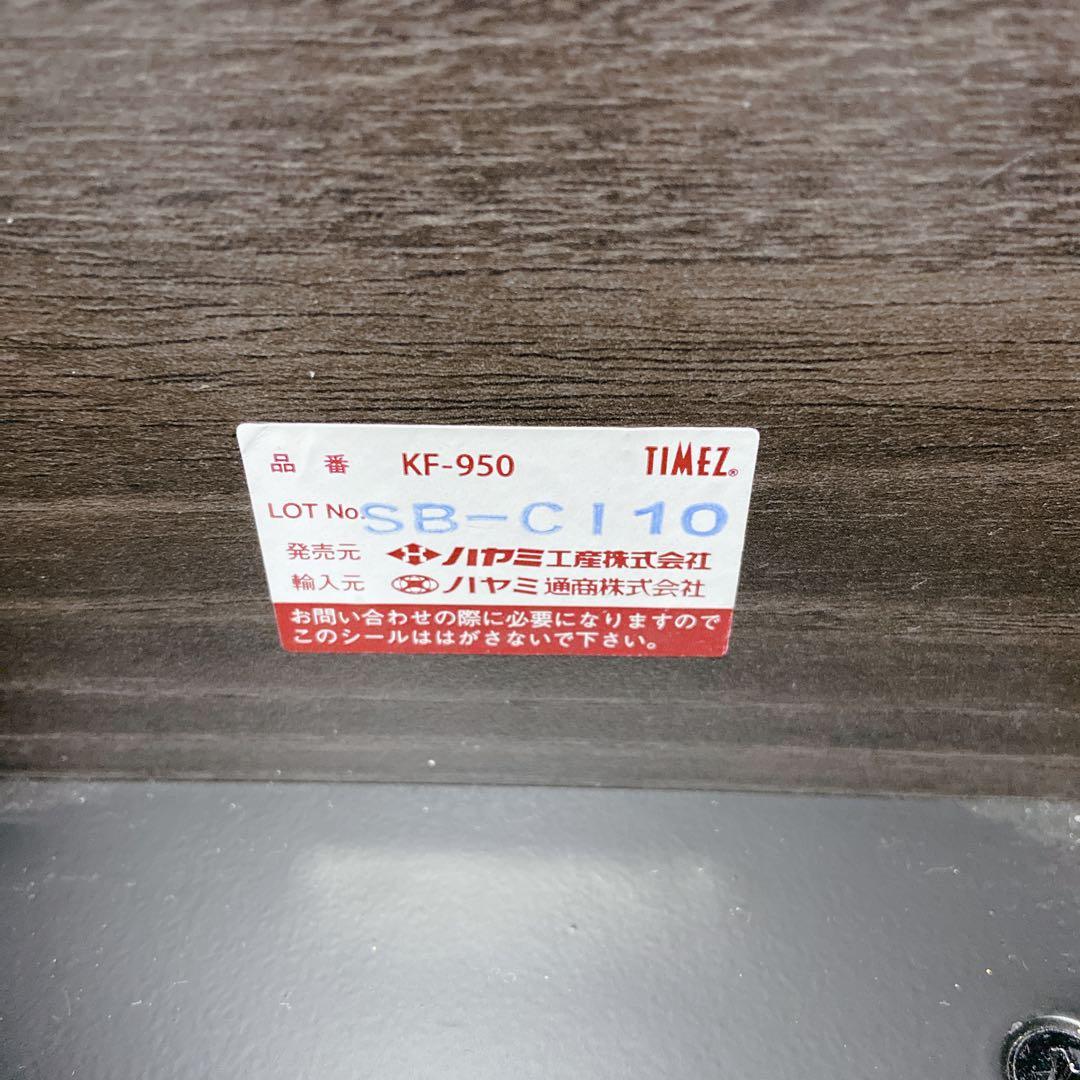 品番 KF-950 TIMEZ®
LOT No. SB-CI10
発売元 ハヤミ工産株式会社
輸入元 ハヤミ通商株式会社
お問い合わせの際に必要になりますので
このシールははがさないで下さい。